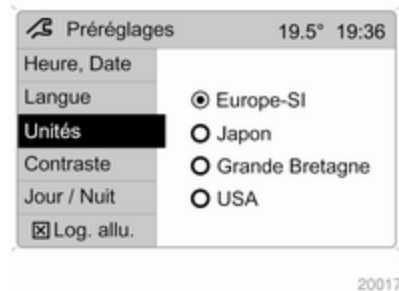 Préréglages 19.5° 19:36
Heure, Date
Langue
Europe-SI
Unités
Japon
Contraste
Grande Bretagne
Jour / Nuit
USA
Log. allu.
20017